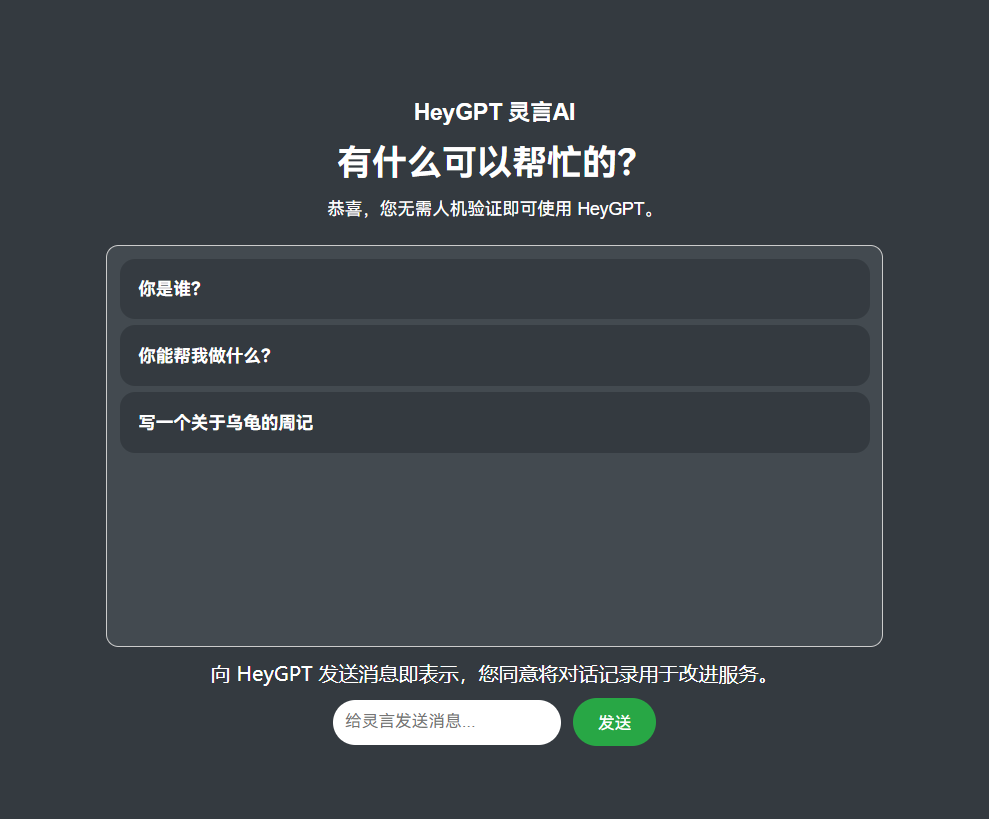 HeyGPT 灵言AI
有什么可以帮忙的?
恭喜，您无需人机验证即可使用 HeyGPT。
你是谁?
你能帮我做什么?
写一个关于乌龟的周记
向 HeyGPT 发送消息即表示，您同意将对话记录用于改进服务。
给灵言发送消息... 发送